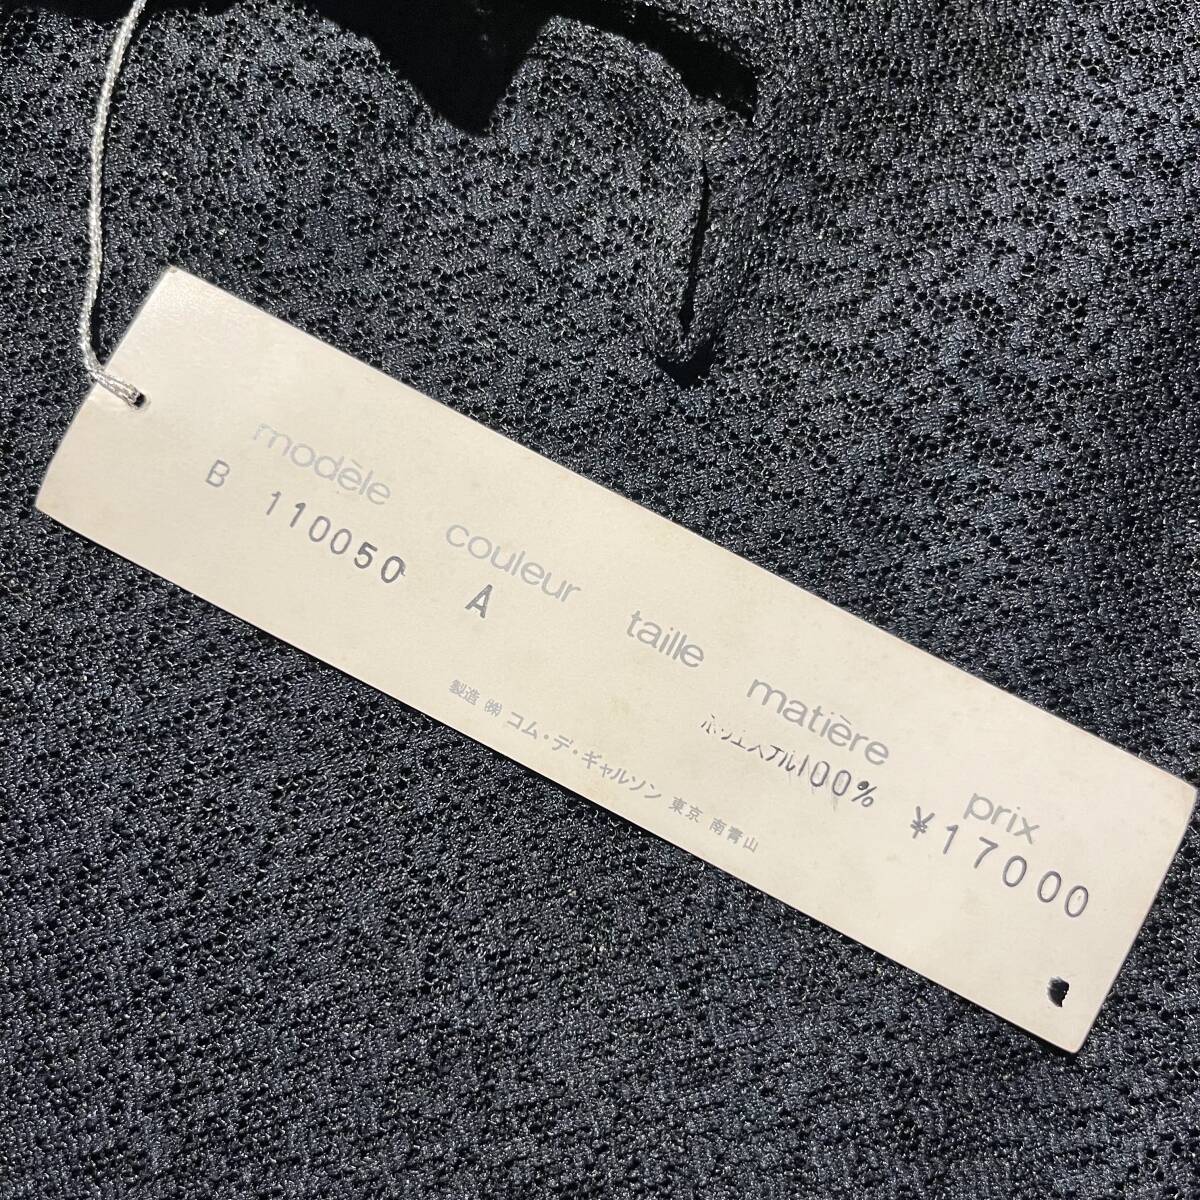 modèle couleur taille matière prix
B 110050 A ポリエステル100% ¥17000
製造 ㈱ コム・デ・ギャルソン 東京 南青山